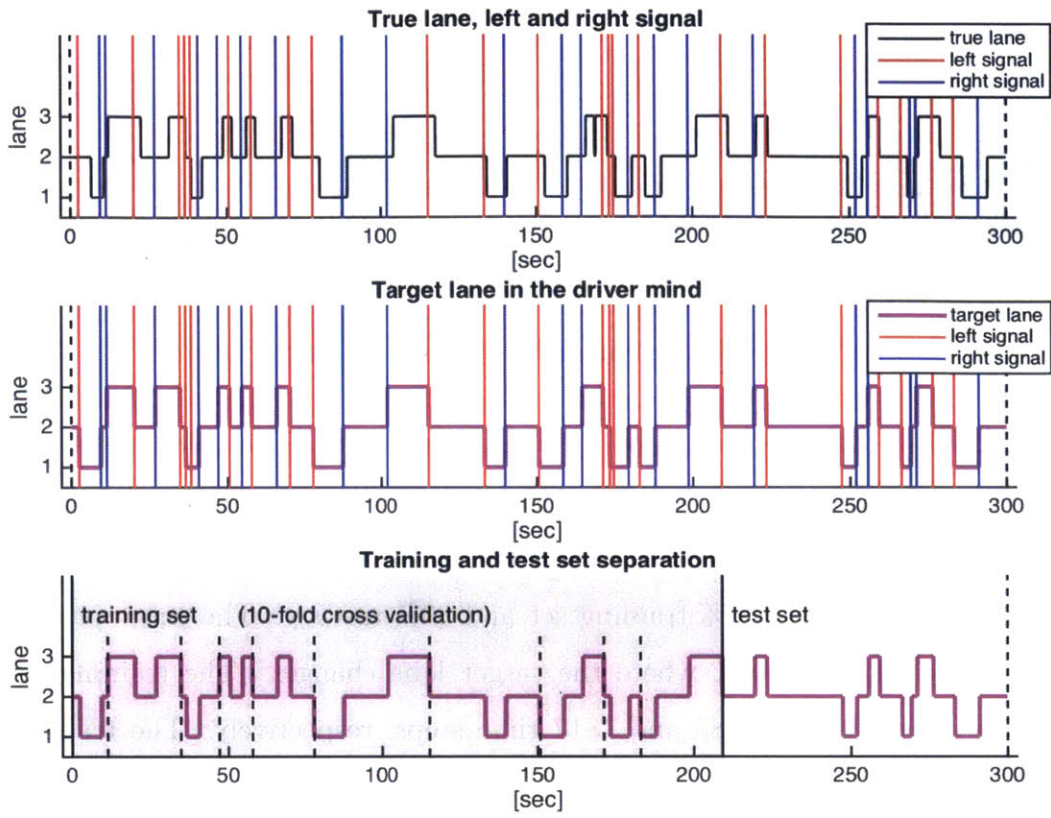 True lane, left and right signal
true lane
left signal
right signal
lane
3
2
1
0 50 100 150 200 250 300
[sec]
Target lane in the driver mind
target lane
left signal
right signal
lane
3
2
1
0 50 100 150 200 250 300
[sec]
Training and test set separation
training set (10-fold cross validation) test set
lane
3
2
1
0 50 100 150 200 250 300
[sec]